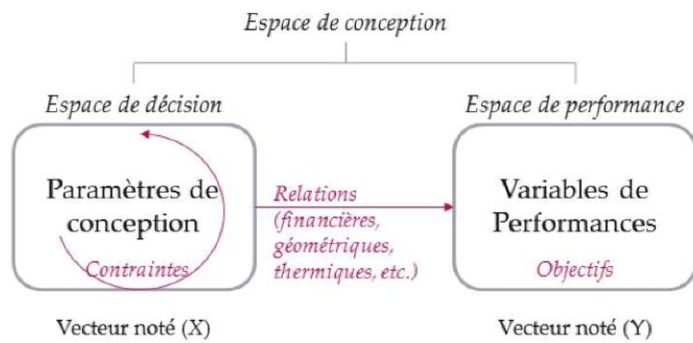 Espace de conception
Espace de décision
Espace de performance
Paramètres de
conception
Contraintes
Relations
(financières,
géométriques,
thermiques, etc.)
Variables de
Performances
Objectifs
Vecteur noté (X)
Vecteur noté (Y)